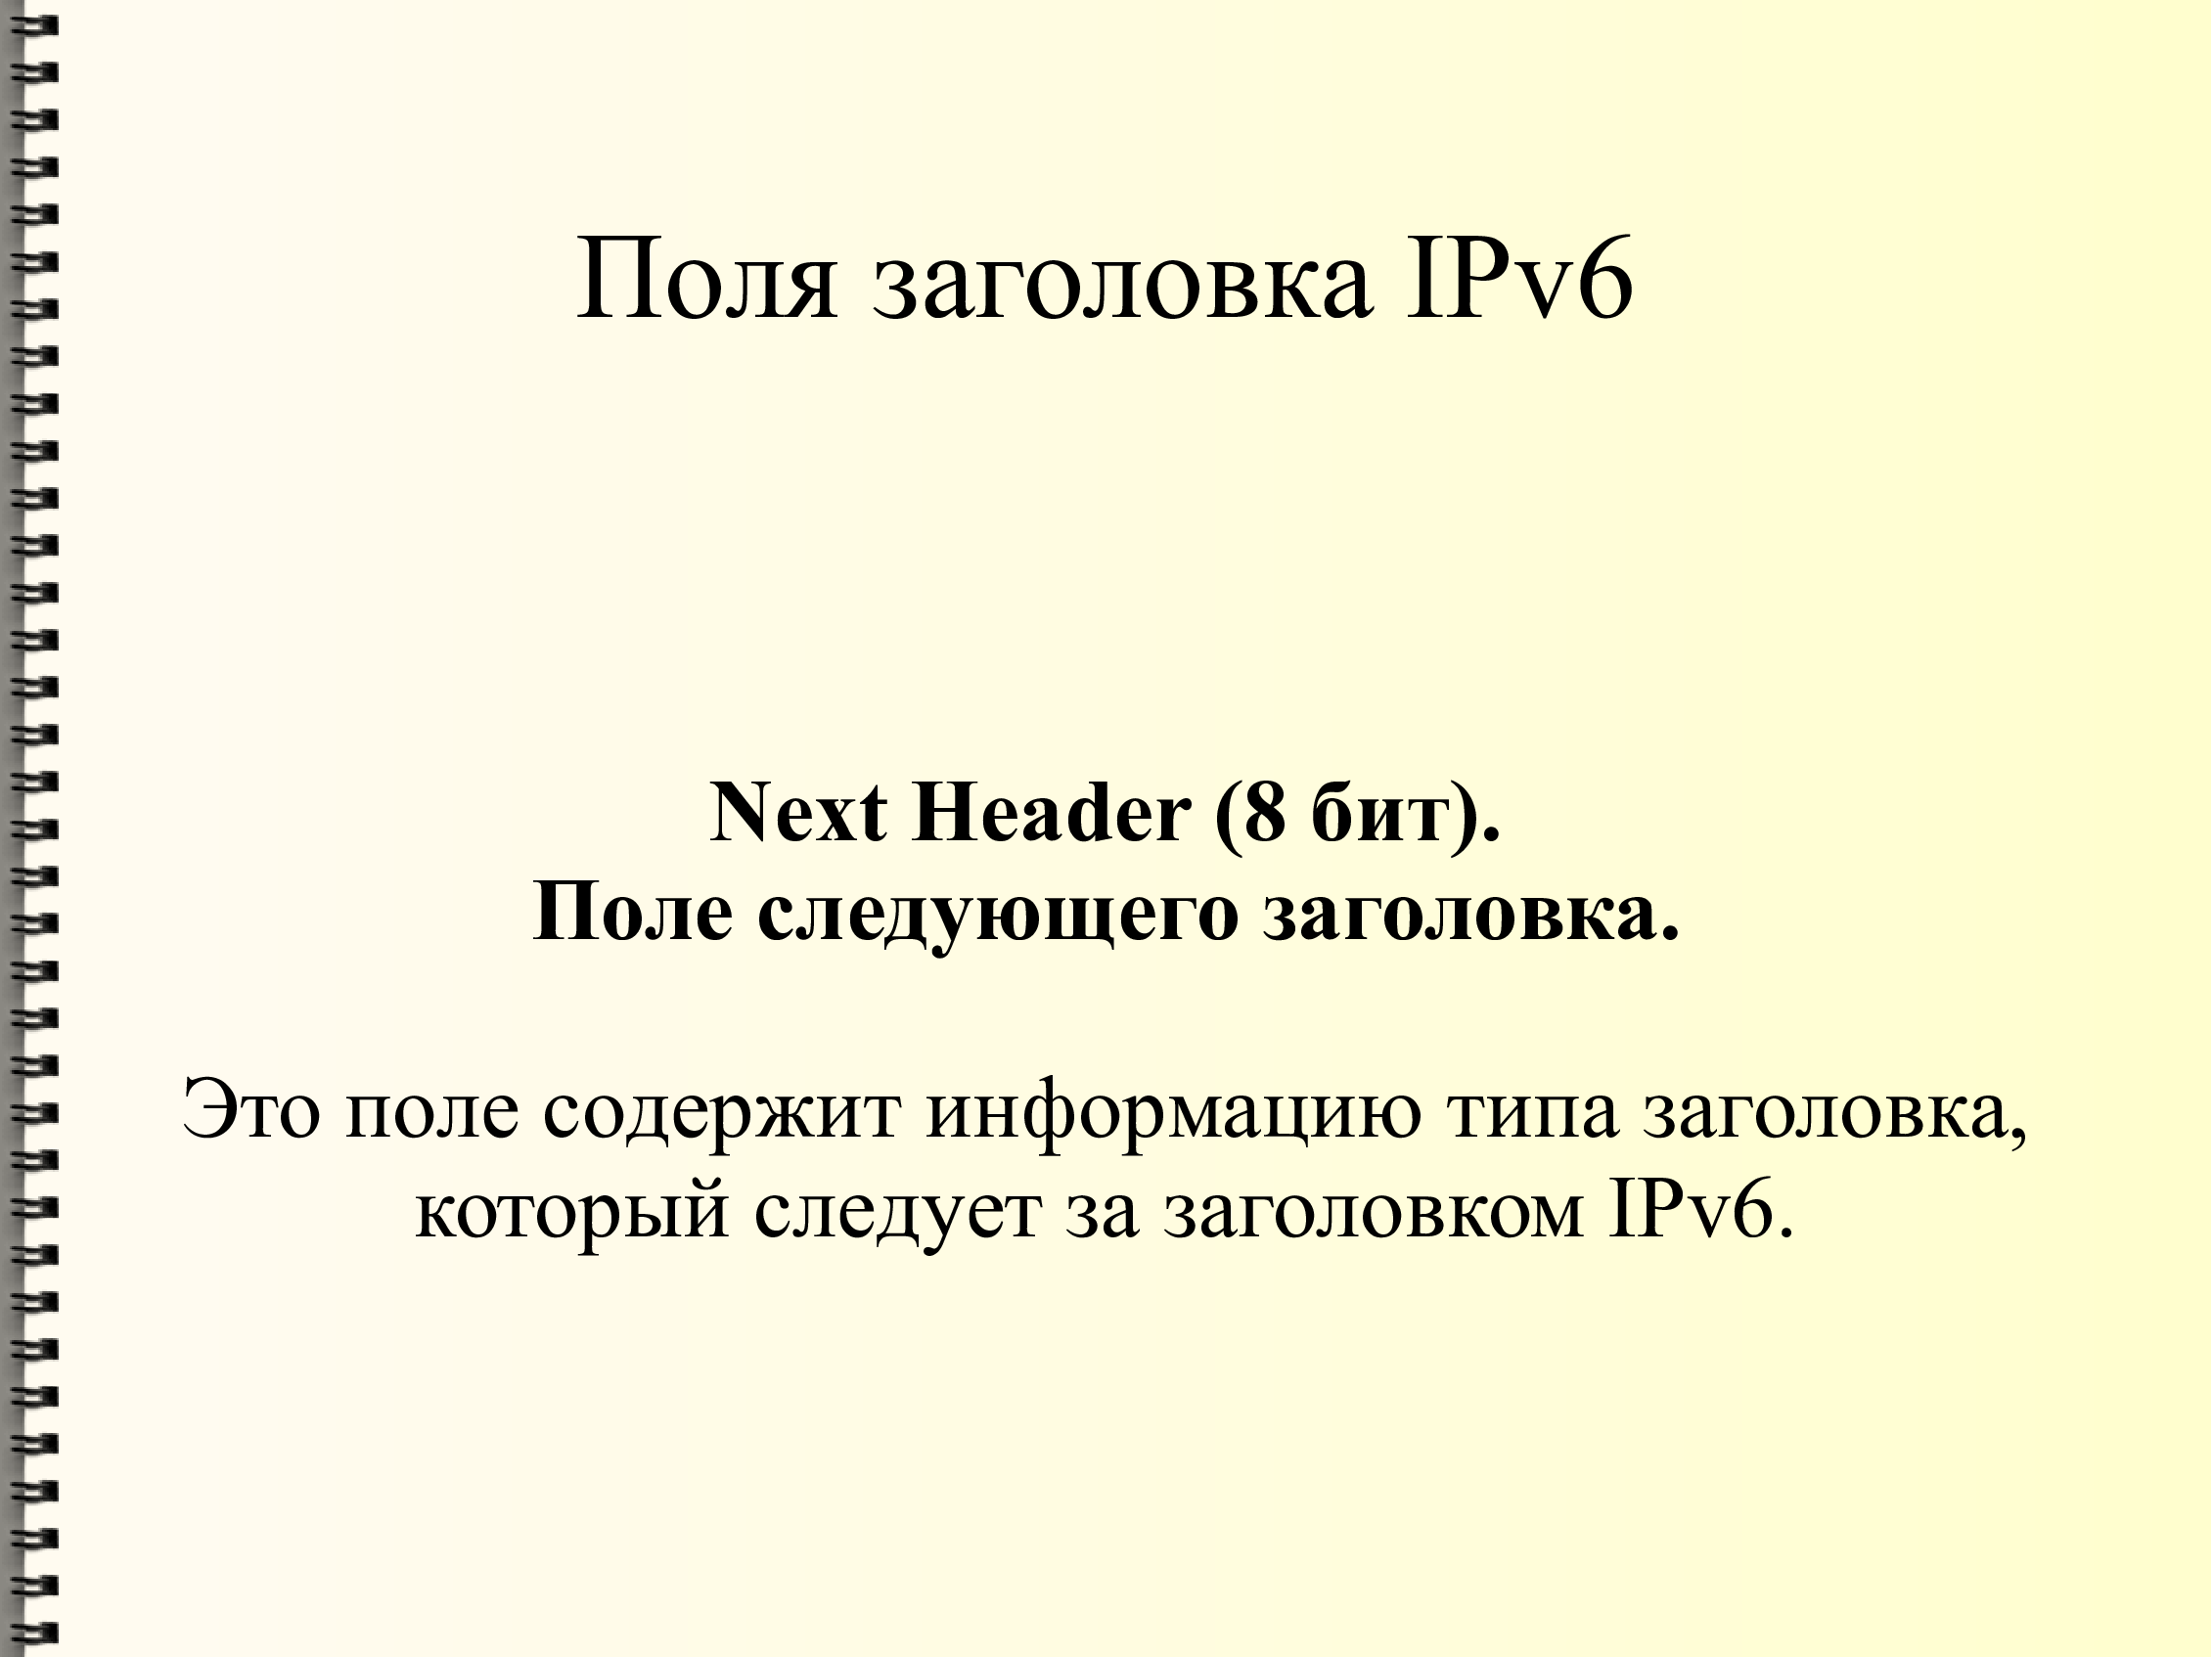 Поля заголовка IPv6
Next Header (8 бит).
Поле следующего заголовка.
Это поле содержит информацию типа заголовка,
который следует за заголовком IPv6.